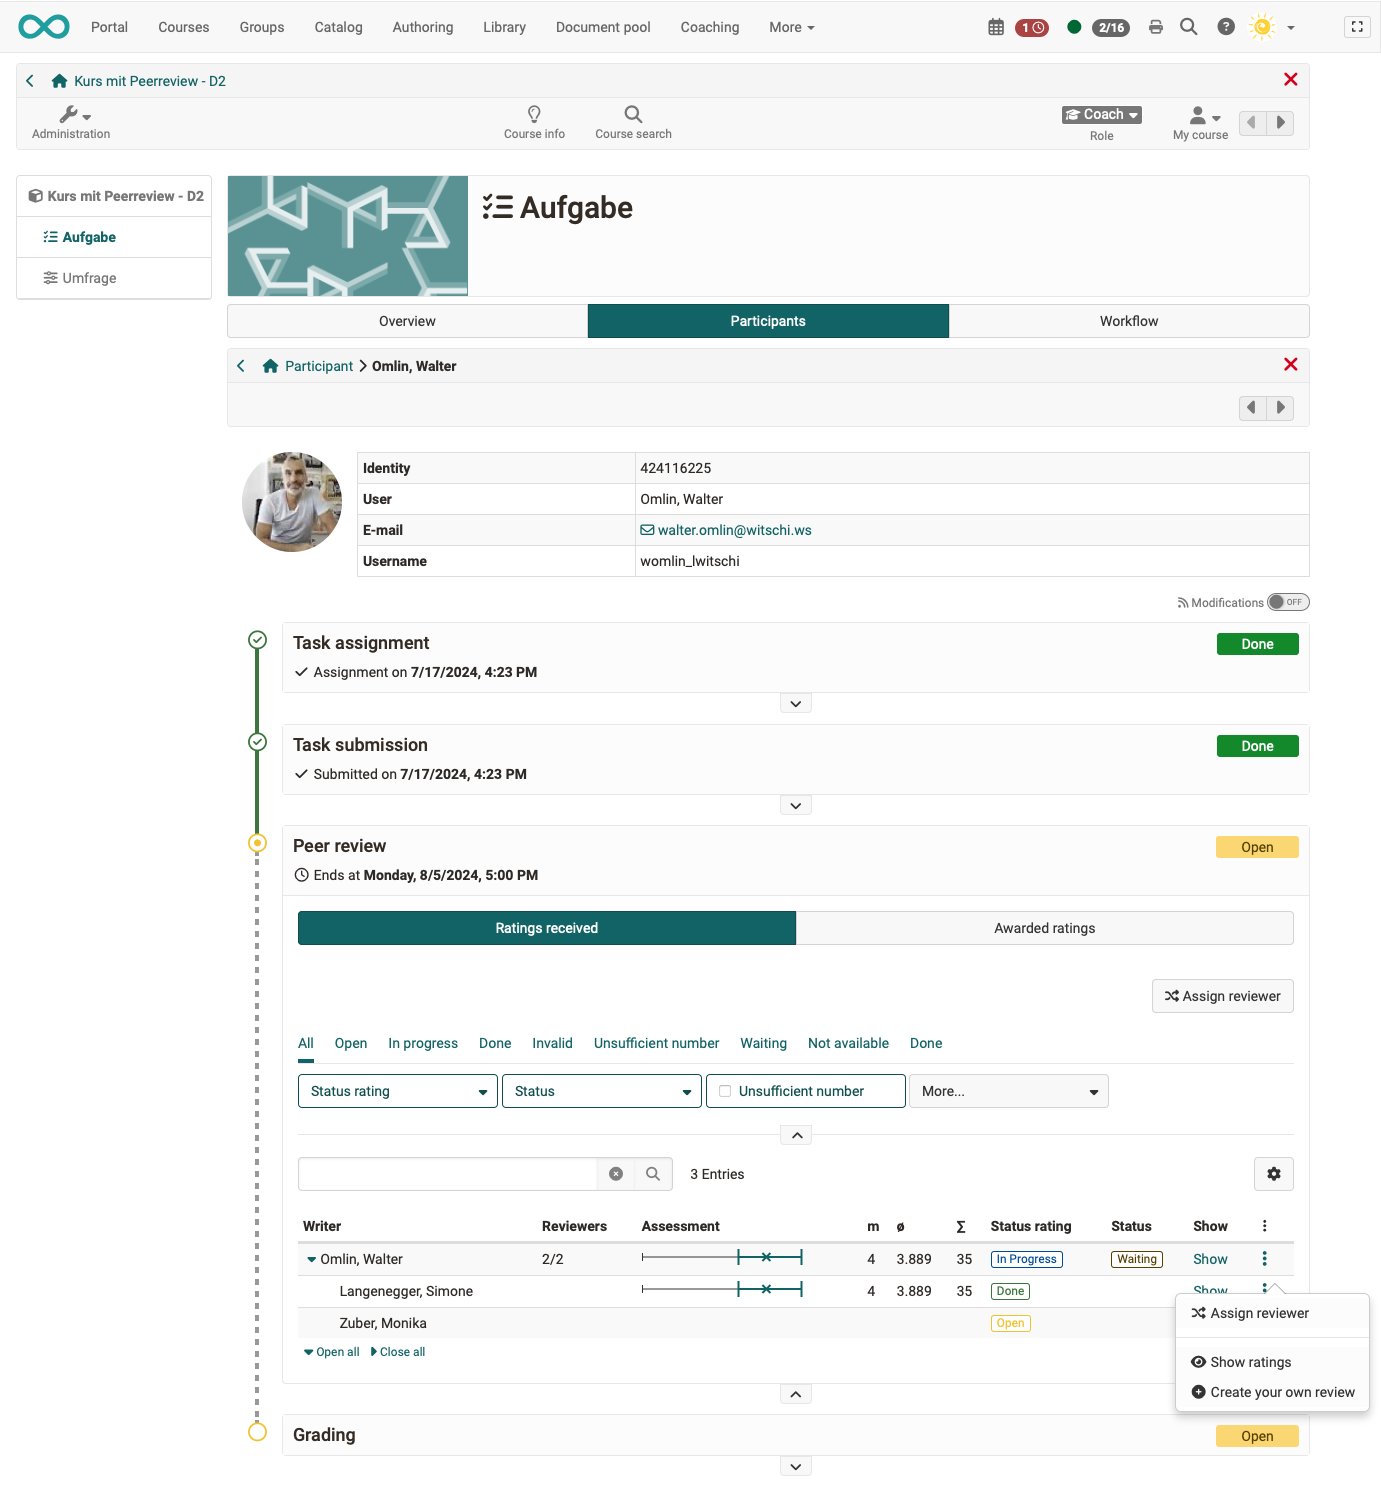 Portal Courses Groups Catalog Authoring Library Document pool Coaching More 1 2/16
Kurs mit Peerreview - D2
Administration Course info Course search Coach Role My course
Kurs mit Peerreview - D2
Aufgabe
Umfrage
Aufgabe
Overview Participants Workflow
Participant Omlin, Walter
Identity 424116225
User Omlin, Walter
E-mail walter.omlin@witschi.ws
Username womlin_lwitschi
Modifications OFF
Task assignment Done
Assignment on 7/17/2024, 4:23 PM
Task submission Done
Submitted on 7/17/2024, 4:23 PM
Peer review Open
Ends at Monday, 8/5/2024, 5:00 PM
Ratings received Awarded ratings
Assign reviewer
All Open In progress Done Invalid Unsufficient number Waiting Not available Done
Status rating Status Unsufficient number More...
3 Entries
Writer Reviewers Assessment m ø ∑ Status rating Status Show
Omlin, Walter 2/2 4 3.889 35 In Progress Waiting Show
Langenegger, Simone 4 3.889 35 Done Show
Zuber, Monika Open
Open all Close all
Assign reviewer
Show ratings
Create your own review
Grading Open